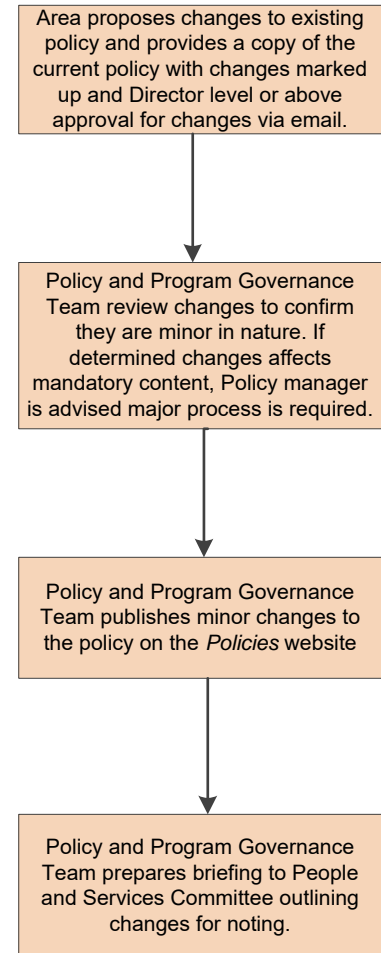 Area proposes changes to existing
policy and provides a copy of the
current policy with changes marked
up and Director level or above
approval for changes via email.
Policy and Program Governance
Team review changes to confirm
they are minor in nature. If
determined changes affects
mandatory content, Policy manager
is advised major process is required.
Policy and Program Governance
Team publishes minor changes to
the policy on the Policies website
Policy and Program Governance
Team prepares briefing to People
and Services Committee outlining
changes for noting.